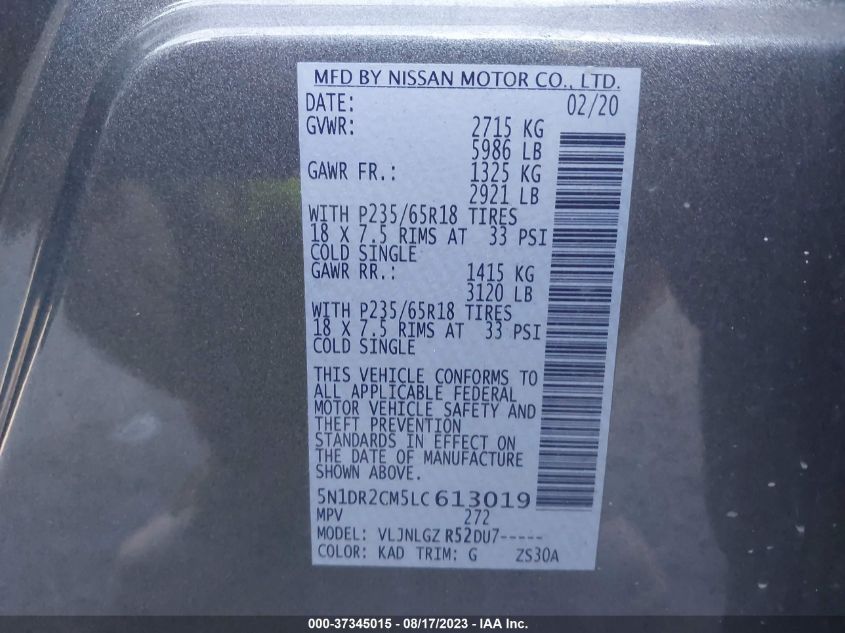 MFD BY NISSAN MOTOR CO., LTD.
DATE: 02/20
GVWR: 2715 KG
5986 LB
GAWR FR.: 1325 KG
2921 LB
WITH P235/65R18 TIRES
18 X 7.5 RIMS AT 33 PSI
COLD SINGLE
GAWR RR.: 1415 KG
3120 LB
WITH P235/65R18 TIRES
18 X 7.5 RIMS AT 33 PSI
COLD SINGLE
THIS VEHICLE CONFORMS TO
ALL APPLICABLE FEDERAL
MOTOR VEHICLE SAFETY AND
THEFT PREVENTION
STANDARDS IN EFFECT ON
THE DATE OF MANUFACTURE
SHOWN ABOVE.
5N1DR2CM5LC613019
MPV 272
MODEL: VLJNLGZ R52DU7-----
COLOR: KAD TRIM: G ZS30A
000-37345015 - 08/17/2023 - IAA Inc.